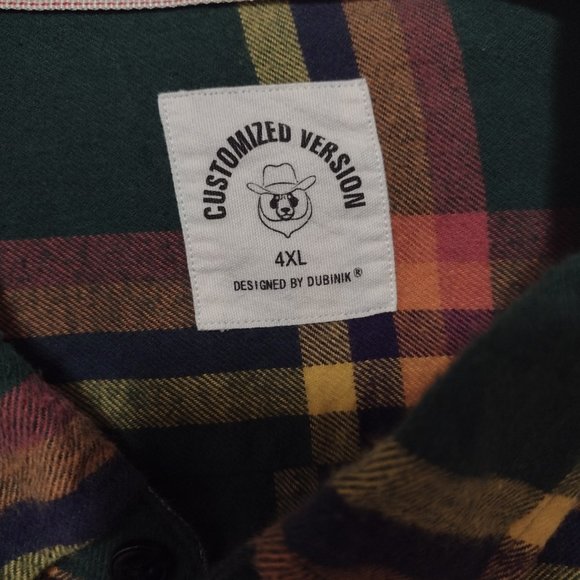 CUSTOMIZED VERSION
4XL
DESIGNED BY DUBINIK®